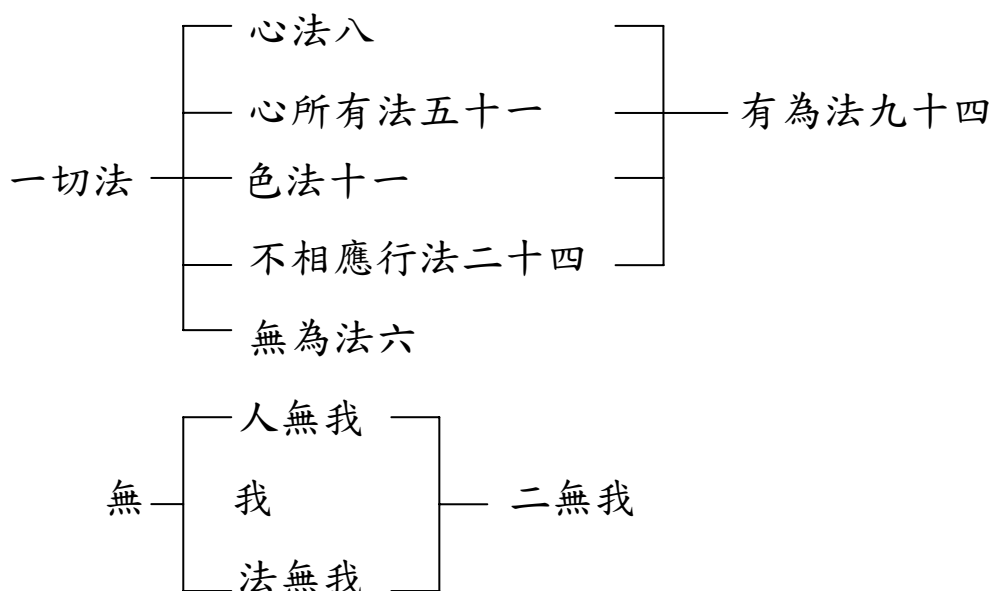 心法八
心所有法五十一
有為法九十四
一切法
色法十一
不相應行法二十四
無為法六
人無我
無
我
二無我
法無我